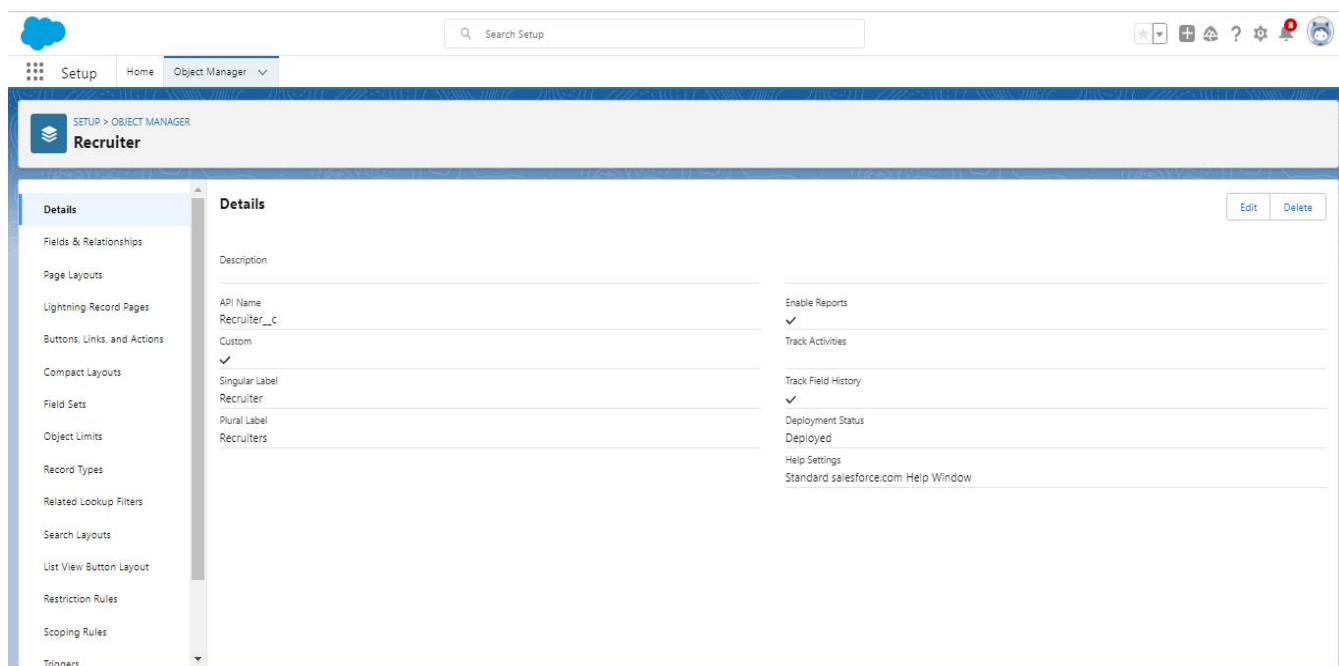 Search Setup
8
Setup
Home
Object Manager
SETUP > OBJECT MANAGER
Recruiter
Details
Fields & Relationships
Page Layouts
Lightning Record Pages
Buttons, Links, and Actions
Compact Layouts
Field Sets
Object Limits
Record Types
Related Lookup Filters
Search Layouts
List View Button Layout
Restriction Rules
Scoping Rules
Triggers
Details
Edit
Delete
Description
API Name
Recruiter__c
Custom
Singular Label
Recruiter
Plural Label
Recruiters
Enable Reports
Track Activities
Track Field History
Deployment Status
Deployed
Help Settings
Standard salesforce.com Help Window